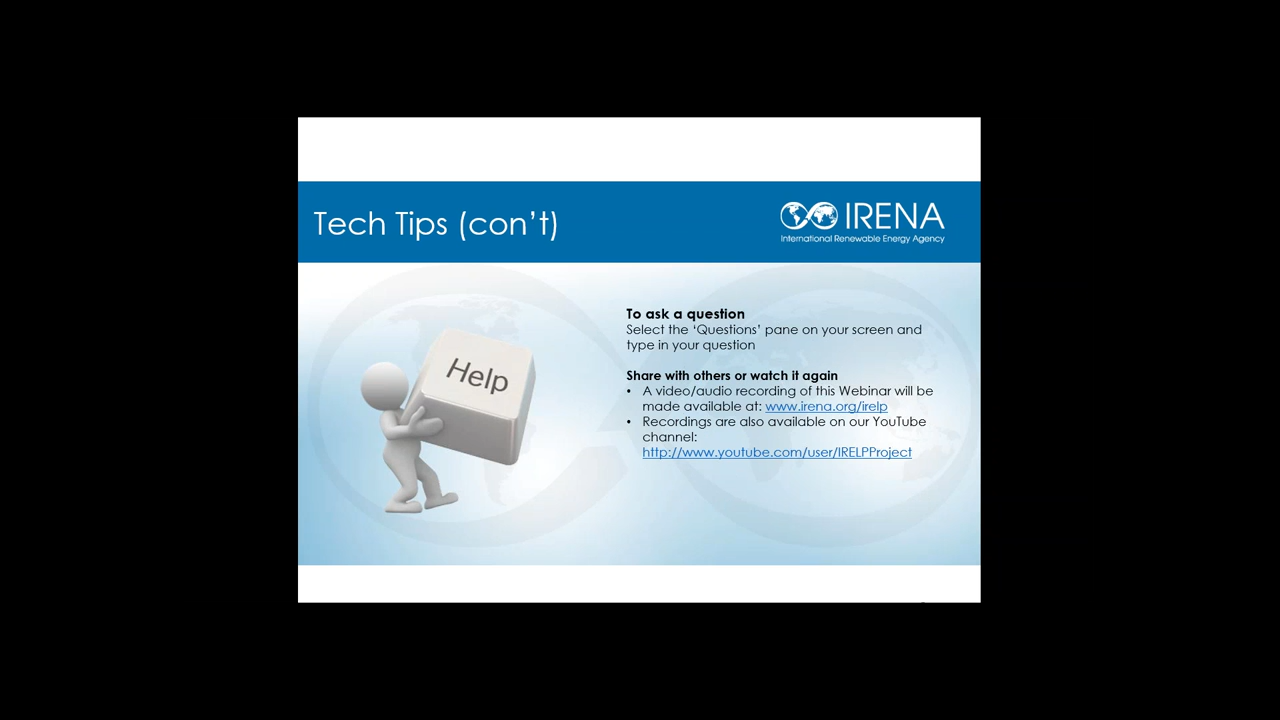 Tech Tips (con’t)
IRENA
International Renewable Energy Agency
Help
To ask a question
Select the ‘Questions’ pane on your screen and
type in your question
Share with others or watch it again
• A video/audio recording of this Webinar will be
made available at: www.irena.org/irelp
• Recordings are also available on our YouTube
channel:
http://www.youtube.com/user/IRELPProject